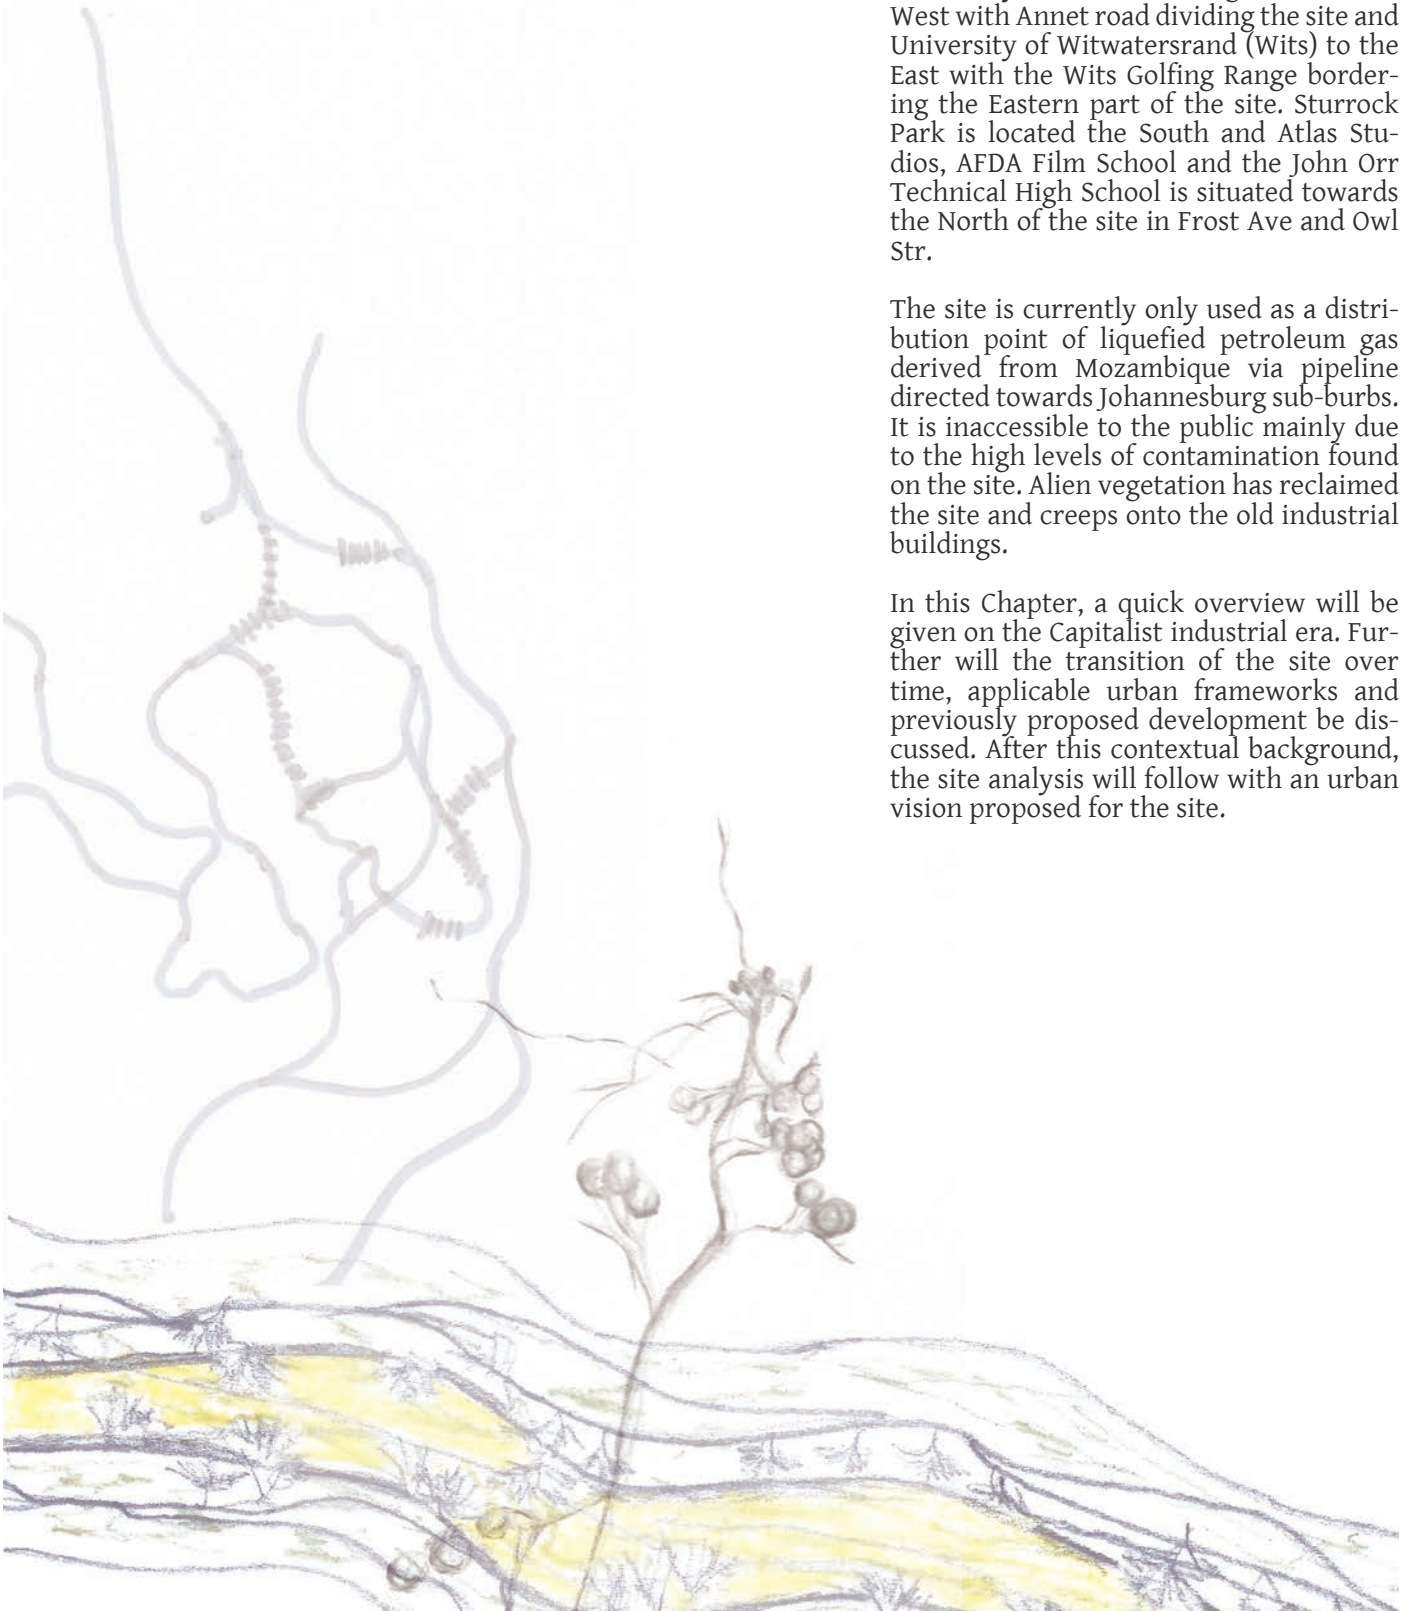 West with Annet road dividing the site and
University of Witwatersrand (Wits) to the
East with the Wits Golfing Range border-
ing the Eastern part of the site. Sturrock
Park is located the South and Atlas Stu-
dios, AFDA Film School and the John Orr
Technical High School is situated towards
the North of the site in Frost Ave and Owl
Str.
The site is currently only used as a distri-
bution point of liquefied petroleum gas
derived from Mozambique via pipeline
directed towards Johannesburg sub-burbs.
It is inaccessible to the public mainly due
to the high levels of contamination found
on the site. Alien vegetation has reclaimed
the site and creeps onto the old industrial
buildings.
In this Chapter, a quick overview will be
given on the Capitalist industrial era. Fur-
ther will the transition of the site over
time, applicable urban frameworks and
previously proposed development be dis-
cussed. After this contextual background,
the site analysis will follow with an urban
vision proposed for the site.